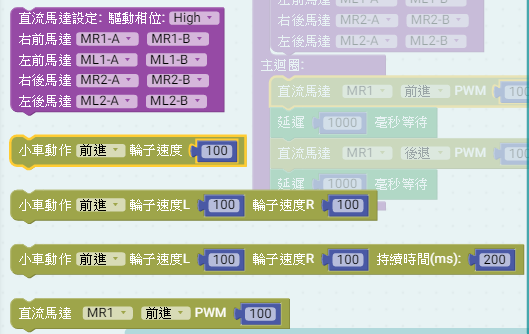 直流馬達設定: 驅動相位: High
右前馬達 MR1-A MR1-B
左前馬達 ML1-A ML1-B
右後馬達 MR2-A MR2-B
左後馬達 ML2-A ML2-B
小車動作 前進 輪子速度 100
小車動作 前進 輪子速度L 100 輪子速度R 100
小車動作 前進 輪子速度L 100 輪子速度R 100 持續時間(ms): 200
直流馬達 MR1 前進 PWM 100
左前馬達 ML1-A ML1-B
右後馬達 MR2-A MR2-B
左後馬達 ML2-A ML2-B
主迴圈:
直流馬達 MR1 前進 PWM 100
延遲 1000 毫秒等待
直流馬達 MR1 後退 PWM 100
延遲 1000 毫秒等待